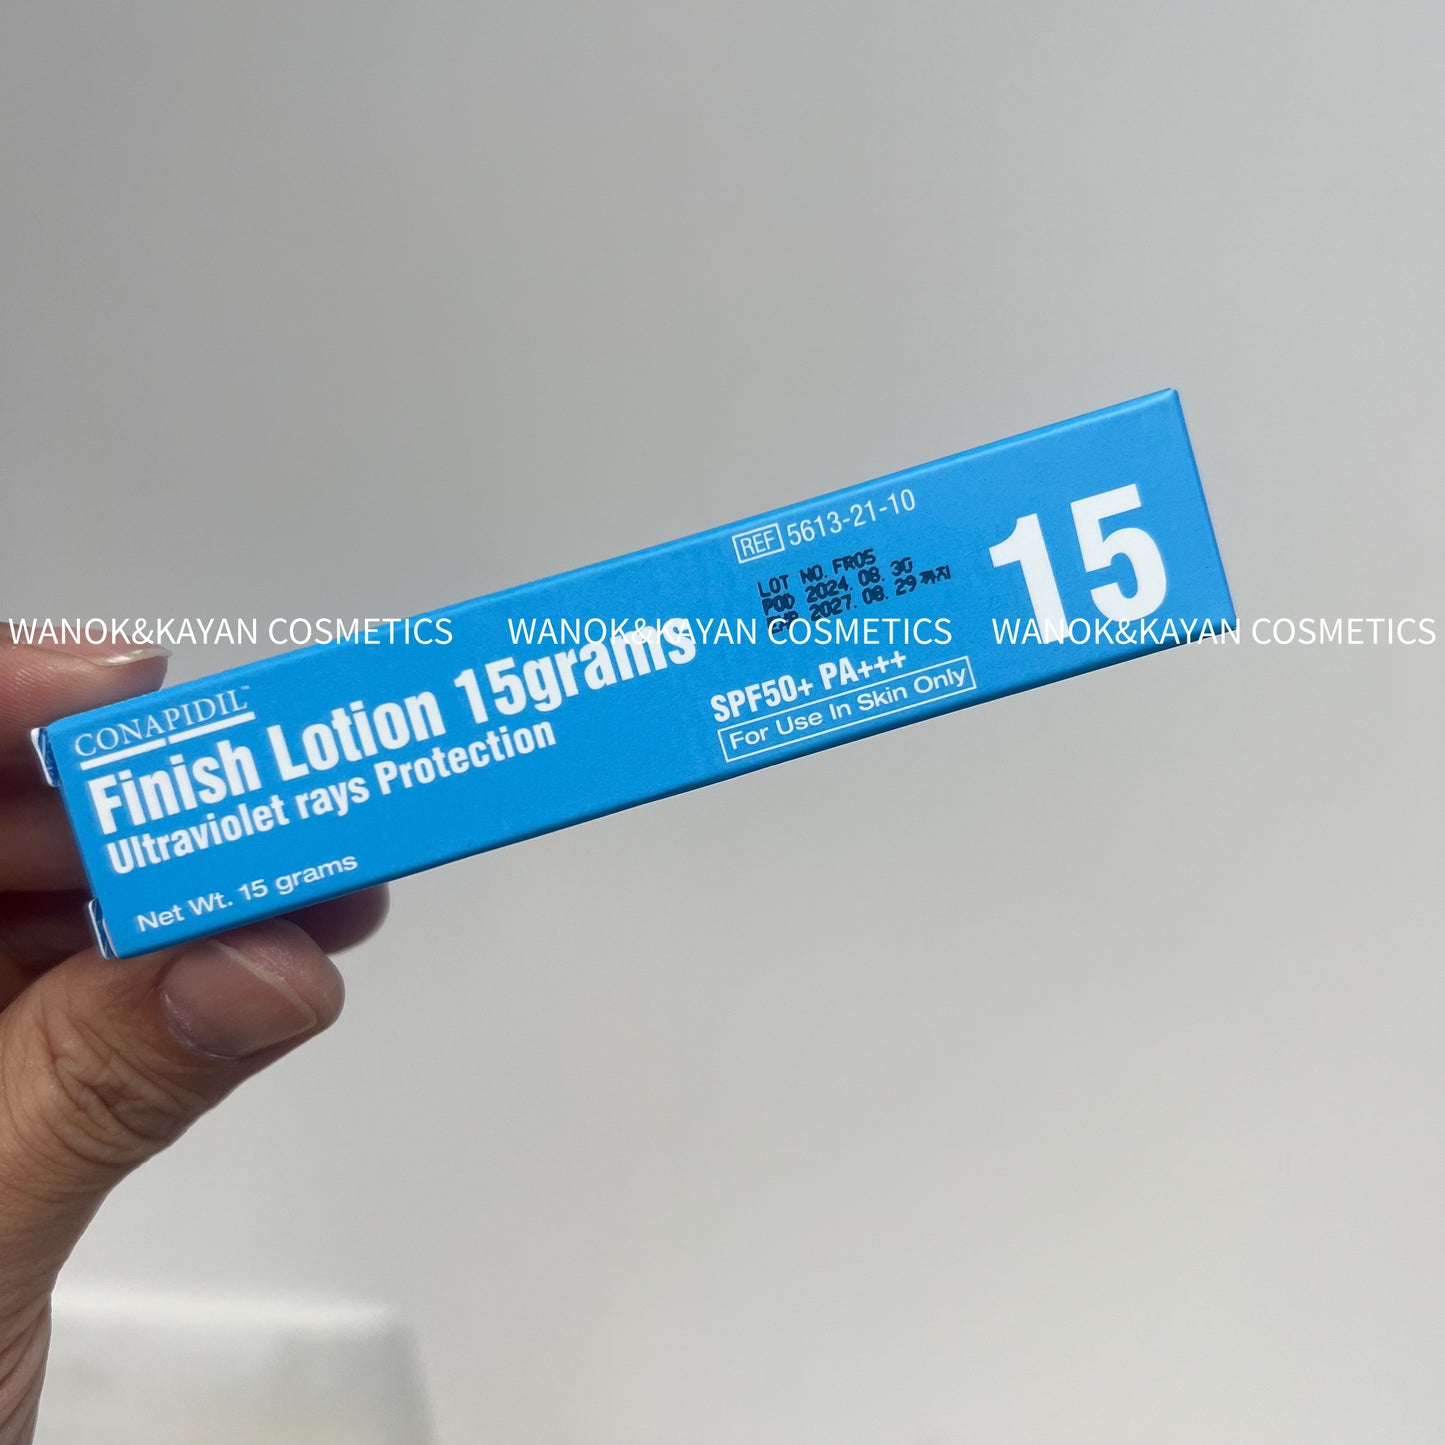 REF 5613-21-10
LOT NO. FR05
POD 2024. 08. 30
EXP 2027. 08. 29 까지
15
WANOK&KAYAN COSMETICS WANOK&KAYAN COSMETICS WANOK&KAYAN COSMETICS
CONAPIDIL™
Finish Lotion 15grams
Ultraviolet rays Protection
SPF50+ PA+++
For Use In Skin Only
Net Wt. 15 grams